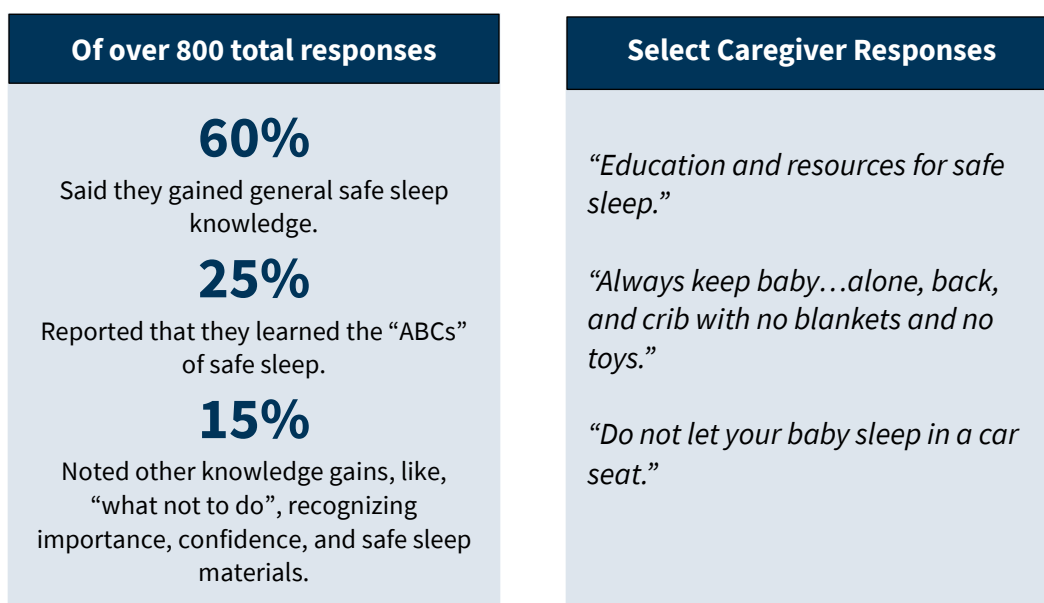 Of over 800 total responses
60%
Said they gained general safe sleep
knowledge.
25%
Reported that they learned the “ABCs”
of safe sleep.
15%
Noted other knowledge gains, like,
“what not to do”, recognizing
importance, confidence, and safe sleep
materials.
Select Caregiver Responses
“Education and resources for safe
sleep.”
“Always keep baby…alone, back,
and crib with no blankets and no
toys.”
“Do not let your baby sleep in a car
seat.”